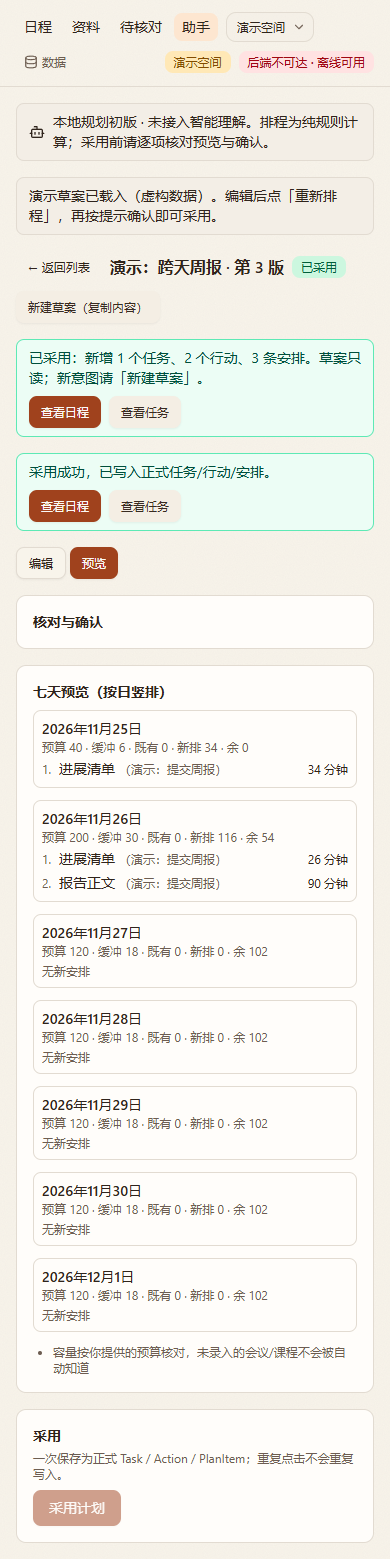 日程 资料 待核对 助手 演示空间
数据 演示空间 后端不可达 · 离线可用
本地规划初版 · 未接入智能理解。排程为纯规则计
算；采用前请逐项核对预览与确认。
演示草案已载入（虚构数据）。编辑后点「重新排
程」，再按提示确认即可采用。
← 返回列表 演示：跨天周报 · 第 3 版 已采用
新建草案（复制内容）
已采用：新增 1 个任务、2 个行动、3 条安排。草案只
读；新意图请「新建草案」。
查看日程 查看任务
采用成功，已写入正式任务/行动/安排。
查看日程 查看任务
编辑 预览
核对与确认
七天预览（按日竖排）
2026年11月25日
预算 40 · 缓冲 6 · 既有 0 · 新排 34 · 余 0
1. 进展清单 （演示：提交周报） 34 分钟
2026年11月26日
预算 200 · 缓冲 30 · 既有 0 · 新排 116 · 余 54
1. 进展清单 （演示：提交周报） 26 分钟
2. 报告正文 （演示：提交周报） 90 分钟
2026年11月27日
预算 120 · 缓冲 18 · 既有 0 · 新排 0 · 余 102
无新安排
2026年11月28日
预算 120 · 缓冲 18 · 既有 0 · 新排 0 · 余 102
无新安排
2026年11月29日
预算 120 · 缓冲 18 · 既有 0 · 新排 0 · 余 102
无新安排
2026年11月30日
预算 120 · 缓冲 18 · 既有 0 · 新排 0 · 余 102
无新安排
2026年12月1日
预算 120 · 缓冲 18 · 既有 0 · 新排 0 · 余 102
无新安排
• 容量按你提供的预算核对，未录入的会议/课程不会被自
动知道
采用
一次保存为正式 Task / Action / PlanItem；重复点击不会重复
写入。
采用计划